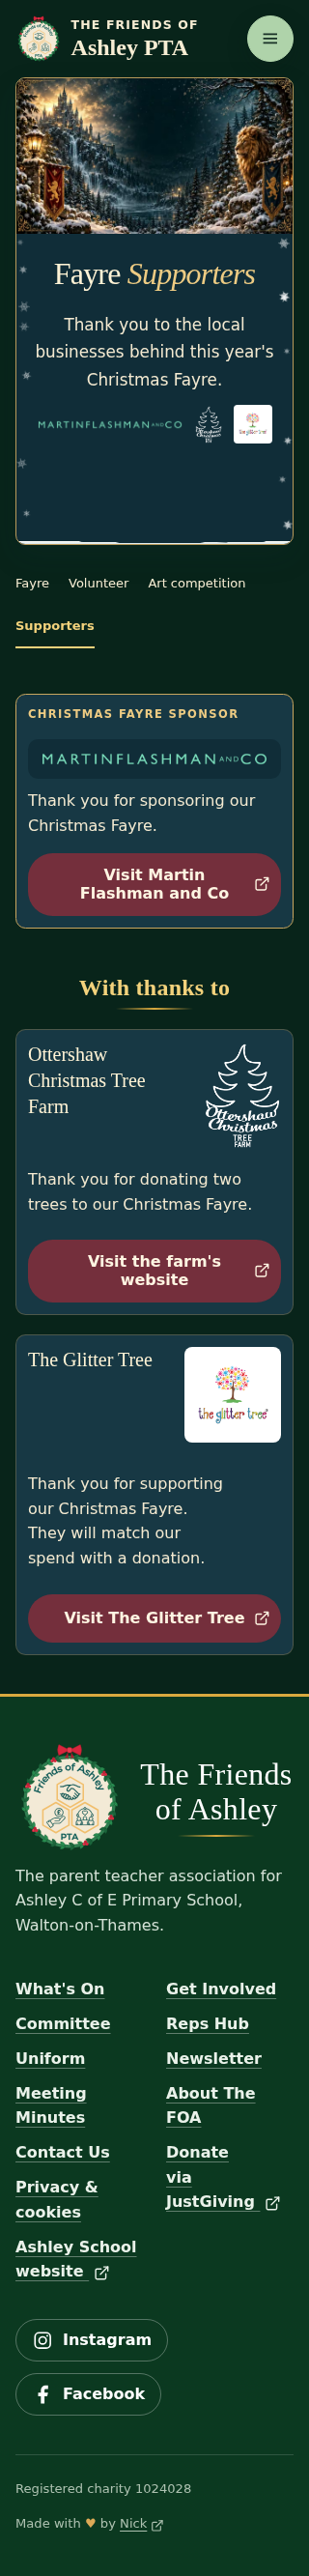 THE FRIENDS OF
Ashley PTA
Fayre Supporters
Thank you to the local
businesses behind this year's
Christmas Fayre.
MARTINFLASHMANANDCO
Ottershaw
Christmas
the glitter tree
Fayre Volunteer Art competition
Supporters
CHRISTMAS FAYRE SPONSOR
MARTINFLASHMANANDCO
Thank you for sponsoring our
Christmas Fayre.
Visit Martin
Flashman and Co
With thanks to
Ottershaw
Christmas Tree
Farm
Ottershaw
Christmas
TREE
FARM
Thank you for donating two
trees to our Christmas Fayre.
Visit the farm's
website
The Glitter Tree
the glitter tree
Thank you for supporting
our Christmas Fayre.
They will match our
spend with a donation.
Visit The Glitter Tree
Friends of Ashley
PTA
The Friends
of Ashley
The parent teacher association for
Ashley C of E Primary School,
Walton-on-Thames.
What's On
Committee
Uniform
Meeting
Minutes
Contact Us
Privacy &
cookies
Ashley School
website
Get Involved
Reps Hub
Newsletter
About The
FOA
Donate
via
JustGiving
Instagram
Facebook
Registered charity 1024028
Made with ♥ by Nick